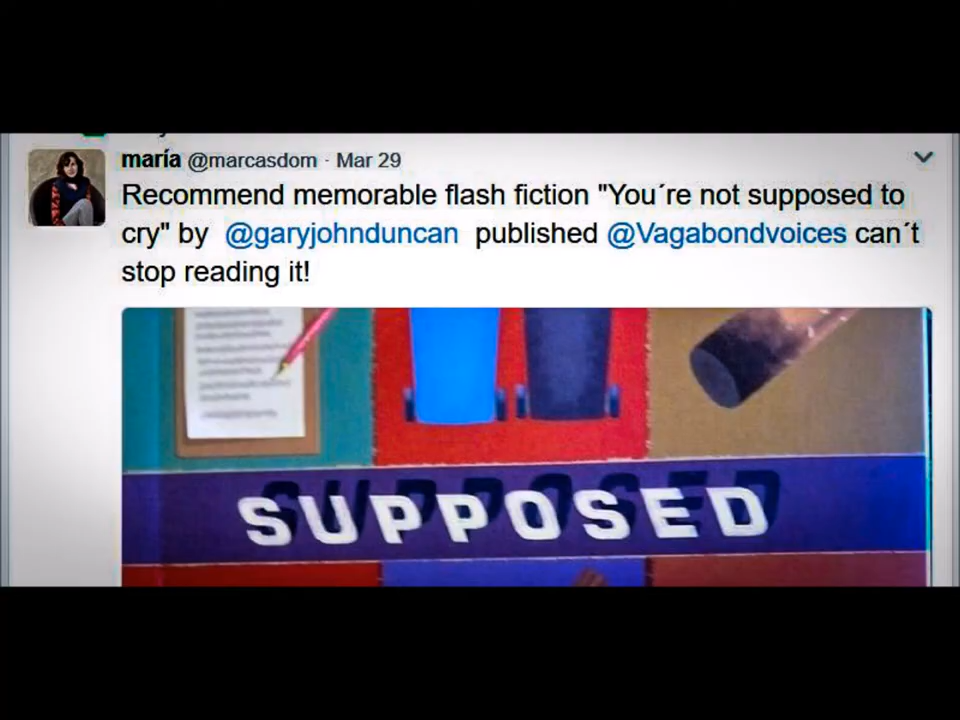 maría @marcasdom · Mar 29
Recommend memorable flash fiction "You´re not supposed to
cry" by @garyjohnduncan published @Vagabondvoices can´t
stop reading it!
SUPPOSED